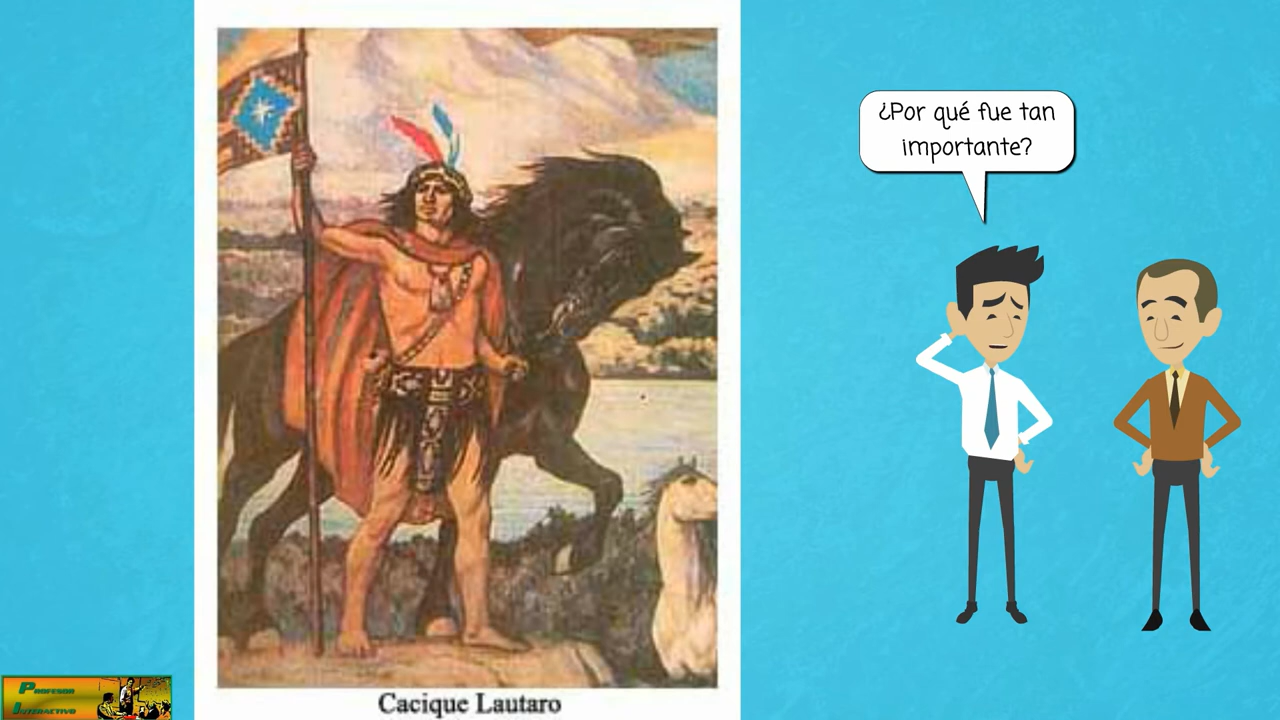 ¿Por qué fue tan
importante?
Cacique Lautaro
Profesor
Interactivo